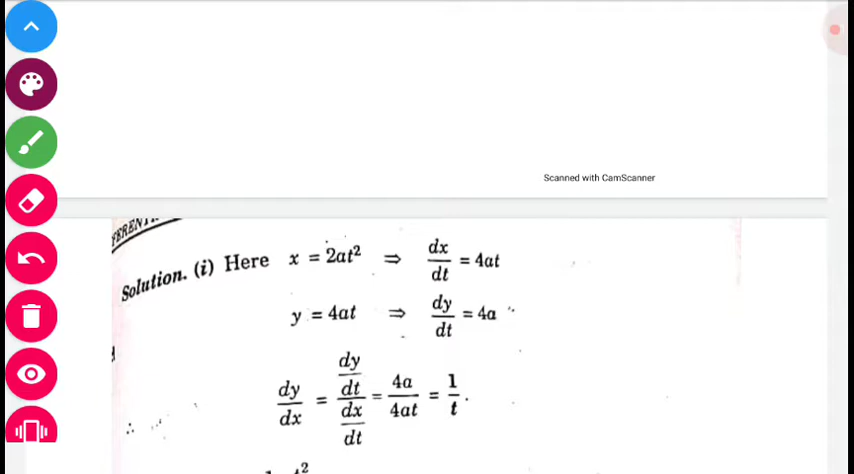 Scanned with CamScanner
Solution. (i) Here x = 2at² ⇒ dx/dt = 4at
y = 4at ⇒ dy/dt = 4a
∴ dy/dx = (dy/dt)/(dx/dt) = 4a/4at = 1/t.